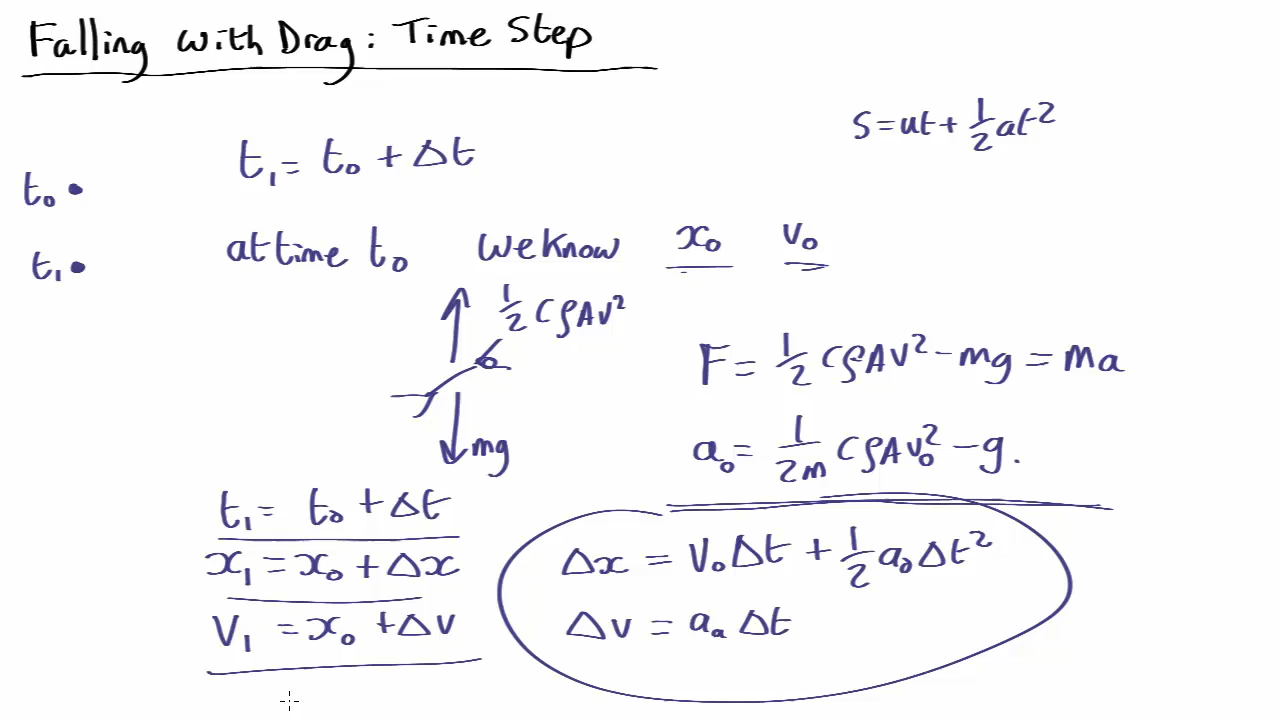 Falling with Drag: Time Step
S=ut+½at²
t₁= t₀ + Δt
t₀
at time t₀ we know x₀ v₀
t₁
½CρAv²
F= ½CρAv²-mg = ma
mg
a₀= 1/2m CρAv₀² - g.
t₁= t₀ + Δt
x₁ = x₀ + Δx
Δx = v₀Δt + ½a₀Δt²
V₁ = x₀ + Δv
Δv = aₐ Δt